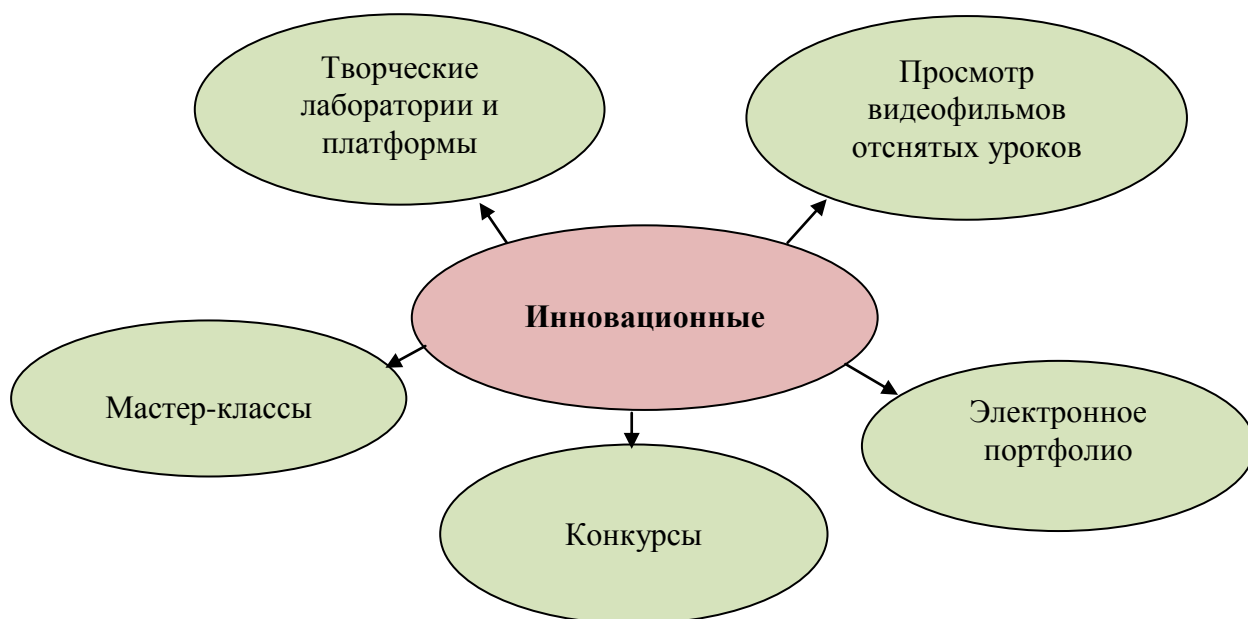 Творческие
лаборатории и
платформы
Просмотр
видеофильмов
отснятых уроков
Инновационные
Мастер-классы
Электронное
портфолио
Конкурсы